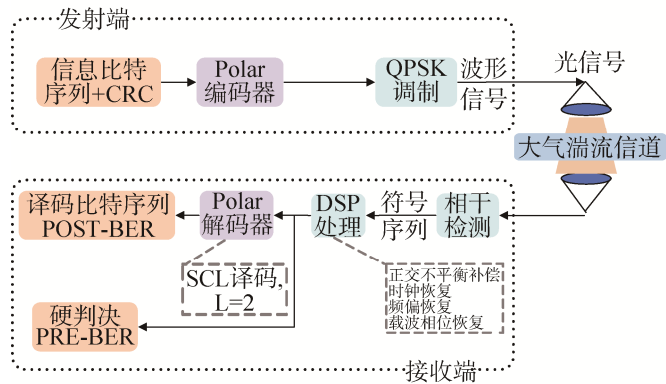 发射端
信息比特
序列+CRC
Polar
编码器
QPSK
调制
波形
信号
光信号
大气湍流信道
译码比特序列
POST-BER
Polar
解码器
DSP
处理
符号
序列
相干
检测
SCL译码,
L=2
正交不平衡补偿
时钟恢复
频偏恢复
载波相位恢复
硬判决
PRE-BER
接收端